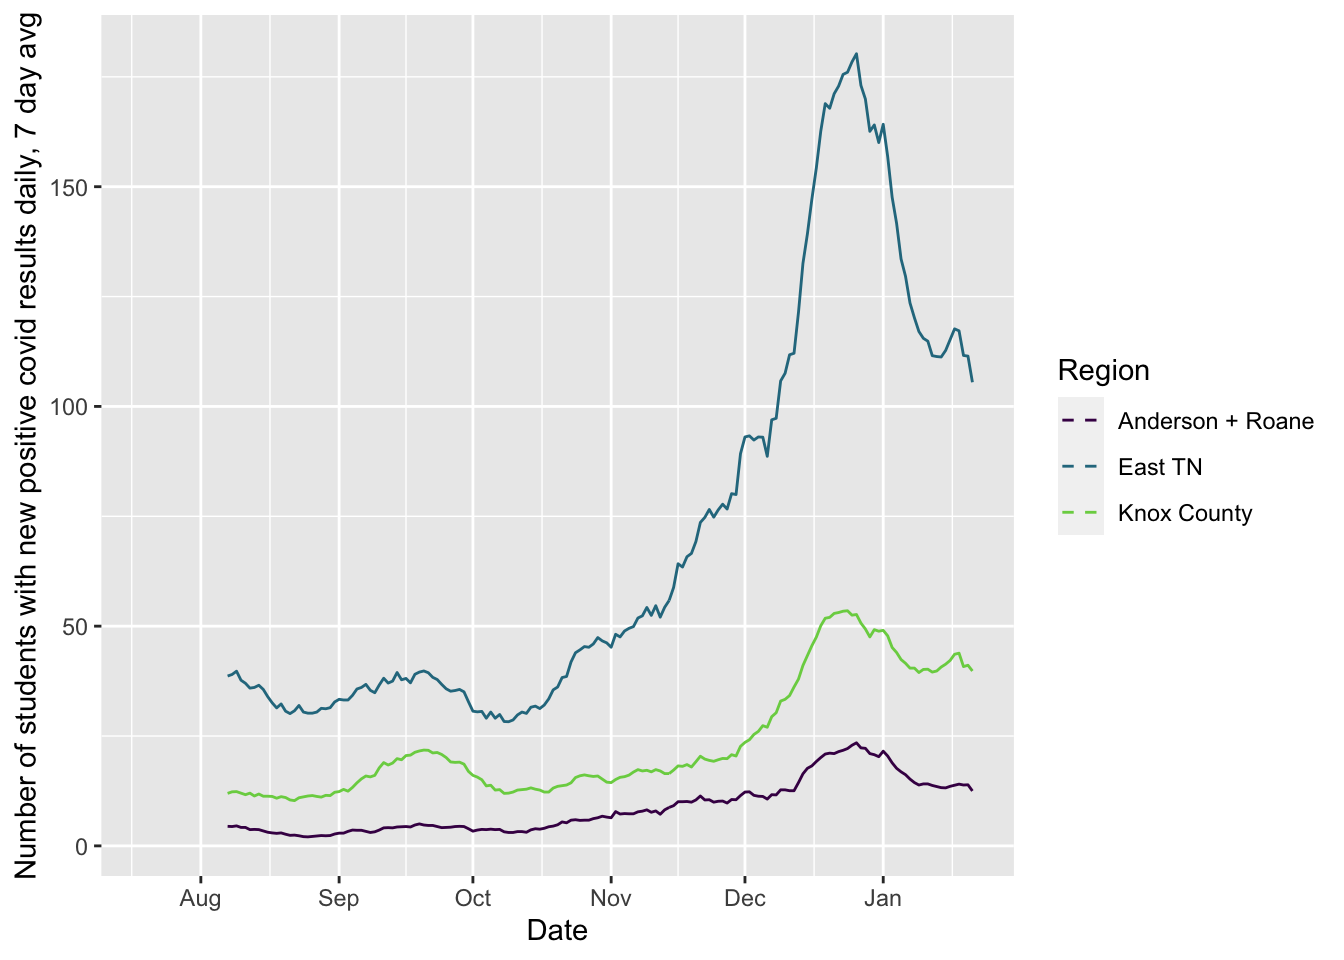 Number of students with new positive covid results daily, 7 day avg
150
100
50
0
Aug
Sep
Oct
Nov
Dec
Jan
Date
Region
Anderson + Roane
East TN
Knox County